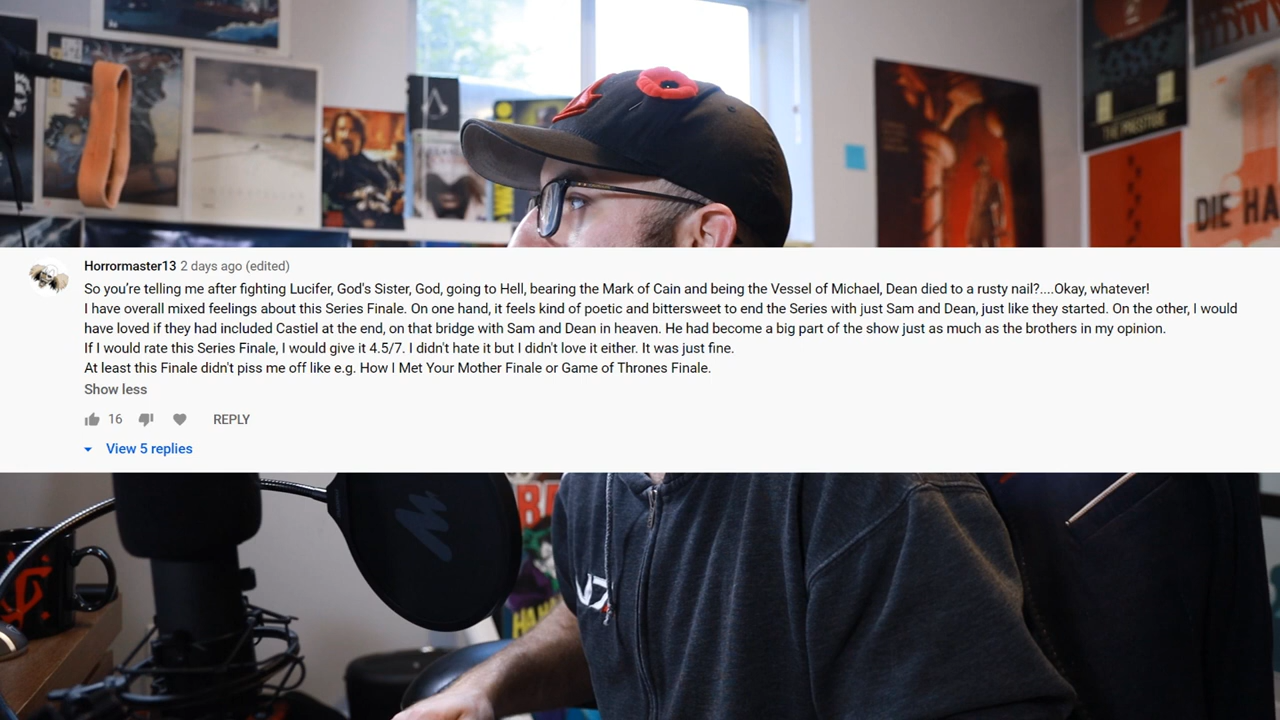 THE PRESTIGE
DIE HA
Horrormaster13 2 days ago (edited)
So you're telling me after fighting Lucifer, God's Sister, God, going to Hell, bearing the Mark of Cain and being the Vessel of Michael, Dean died to a rusty nail?....Okay, whatever!
I have overall mixed feelings about this Series Finale. On one hand, it feels kind of poetic and bittersweet to end the Series with just Sam and Dean, just like they started. On the other, I would
have loved if they had included Castiel at the end, on that bridge with Sam and Dean in heaven. He had become a big part of the show just as much as the brothers in my opinion.
If I would rate this Series Finale, I would give it 4.5/7. I didn't hate it but I didn't love it either. It was just fine.
At least this Finale didn't piss me off like e.g. How I Met Your Mother Finale or Game of Thrones Finale.
Show less
16 REPLY
View 5 replies
BA
HA HA